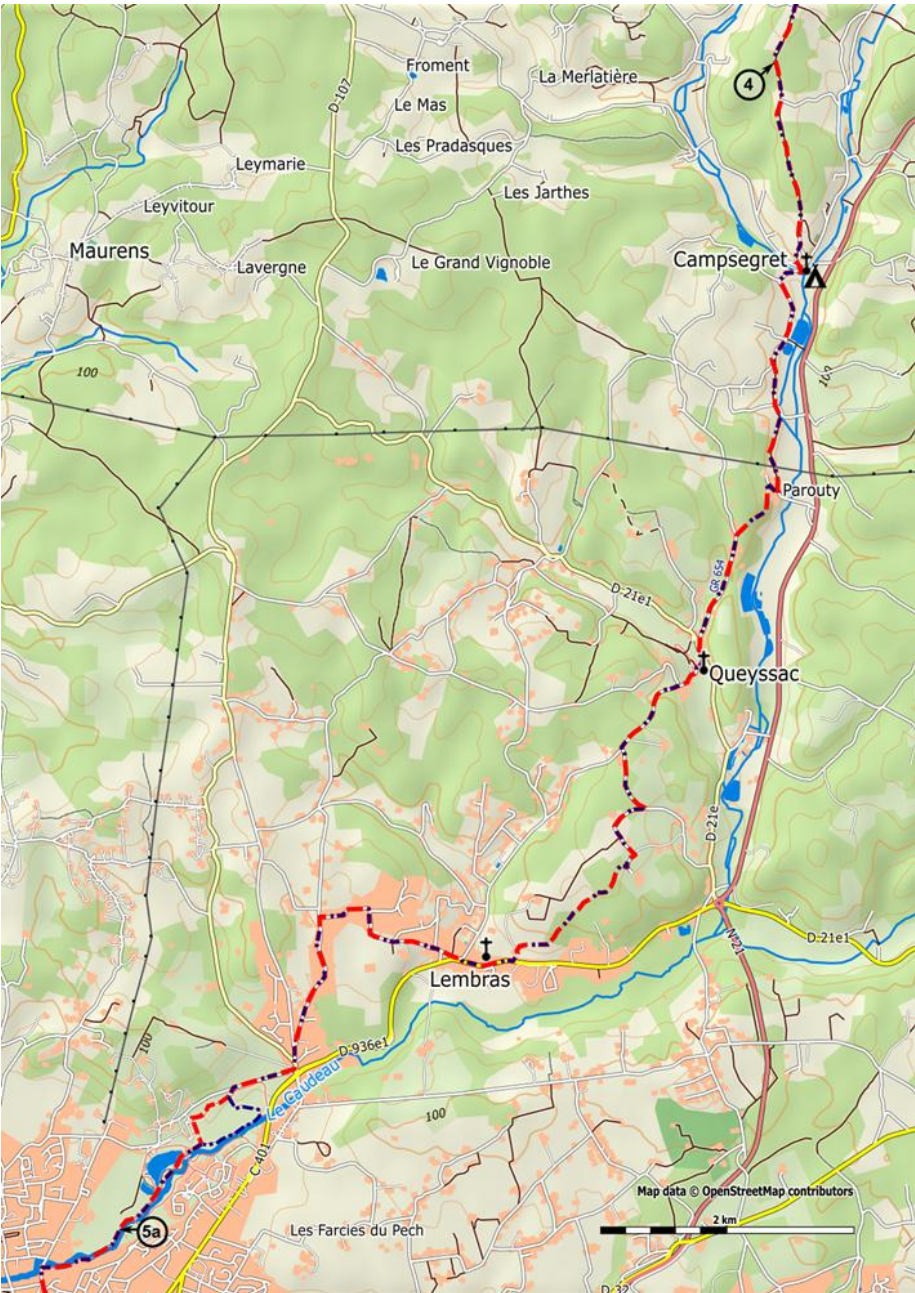 Froment
La Merlatière
4
D 107
Le Mas
Les Pradasques
Leymarie
Les Jarthes
Leyvitour
Maurens
Campsegret
Lavergne
Le Grand Vignoble
100
100
Parouty
GR 654
D 21e1
Queyssac
D 21e
N 21
D 21e1
Lembras
D 936e1
100
Le Caudeau
100
C 401
Map data © OpenStreetMap contributors
2 km
5a
Les Farcies du Pech
D 32